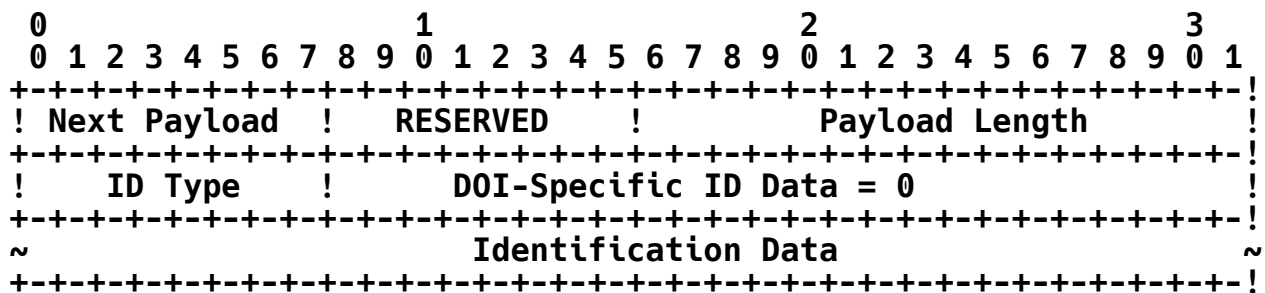 0                   1                   2                   3
 0 1 2 3 4 5 6 7 8 9 0 1 2 3 4 5 6 7 8 9 0 1 2 3 4 5 6 7 8 9 0 1
+-+-+-+-+-+-+-+-+-+-+-+-+-+-+-+-+-+-+-+-+-+-+-+-+-+-+-+-+-+-+-+-!
! Next Payload  !   RESERVED    !         Payload Length        !
+-+-+-+-+-+-+-+-+-+-+-+-+-+-+-+-+-+-+-+-+-+-+-+-+-+-+-+-+-+-+-+-!
!    ID Type    !      DOI-Specific ID Data = 0                 !
+-+-+-+-+-+-+-+-+-+-+-+-+-+-+-+-+-+-+-+-+-+-+-+-+-+-+-+-+-+-+-+-!
~                       Identification Data                     ~
+-+-+-+-+-+-+-+-+-+-+-+-+-+-+-+-+-+-+-+-+-+-+-+-+-+-+-+-+-+-+-+-!